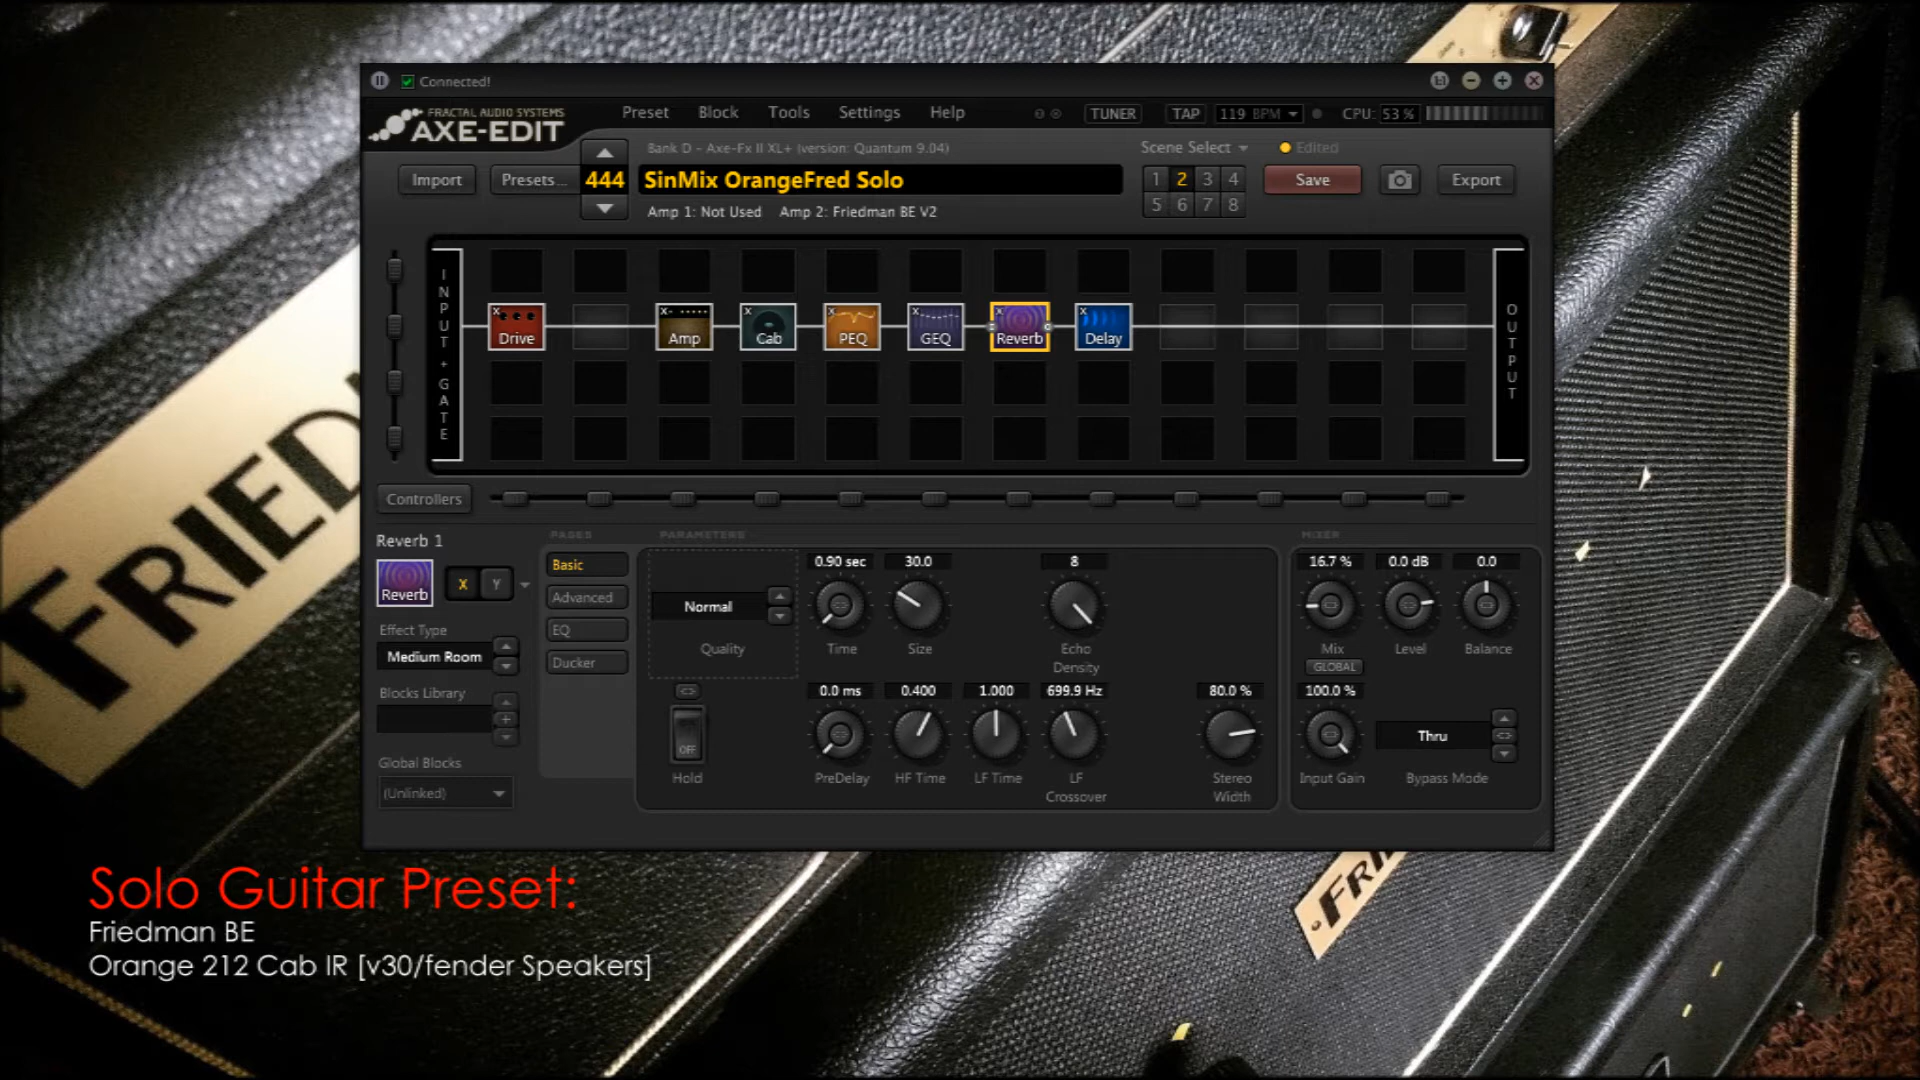 Connected!
FRACTAL AUDIO SYSTEMS
AXE-EDIT
Preset Block Tools Settings Help
TUNER TAP 119 BPM CPU: 53 %
Bank D - Axe-Fx II XL+ (version: Quantum 9.04)
Scene Select Edited
Import Presets... 444 SinMix OrangeFred Solo
1 2 3 4
5 6 7 8
Save Export
Amp 1: Not Used Amp 2: Friedman BE V2
INPUT + GATE
Drive Amp Cab PEQ GEQ Reverb Delay
OUTPUT
Controllers
Reverb 1
PAGES PARAMETERS MIXER
Reverb
X Y
Effect Type
Medium Room
Blocks Library
Global Blocks
(Unlinked)
Basic
Advanced
EQ
Ducker
Normal
Quality
0.90 sec 30.0 8
Time Size Echo Density
OFF
Hold
0.0 ms 0.400 1.000 699.9 Hz 80.0 %
PreDelay HF Time LF Time LF Crossover Stereo Width
16.7 % 0.0 dB 0.0
Mix Level Balance
GLOBAL
100.0 %
Thru
Input Gain Bypass Mode
FRIED
FRI
Solo Guitar Preset:
Friedman BE
Orange 212 Cab IR [v30/fender Speakers]